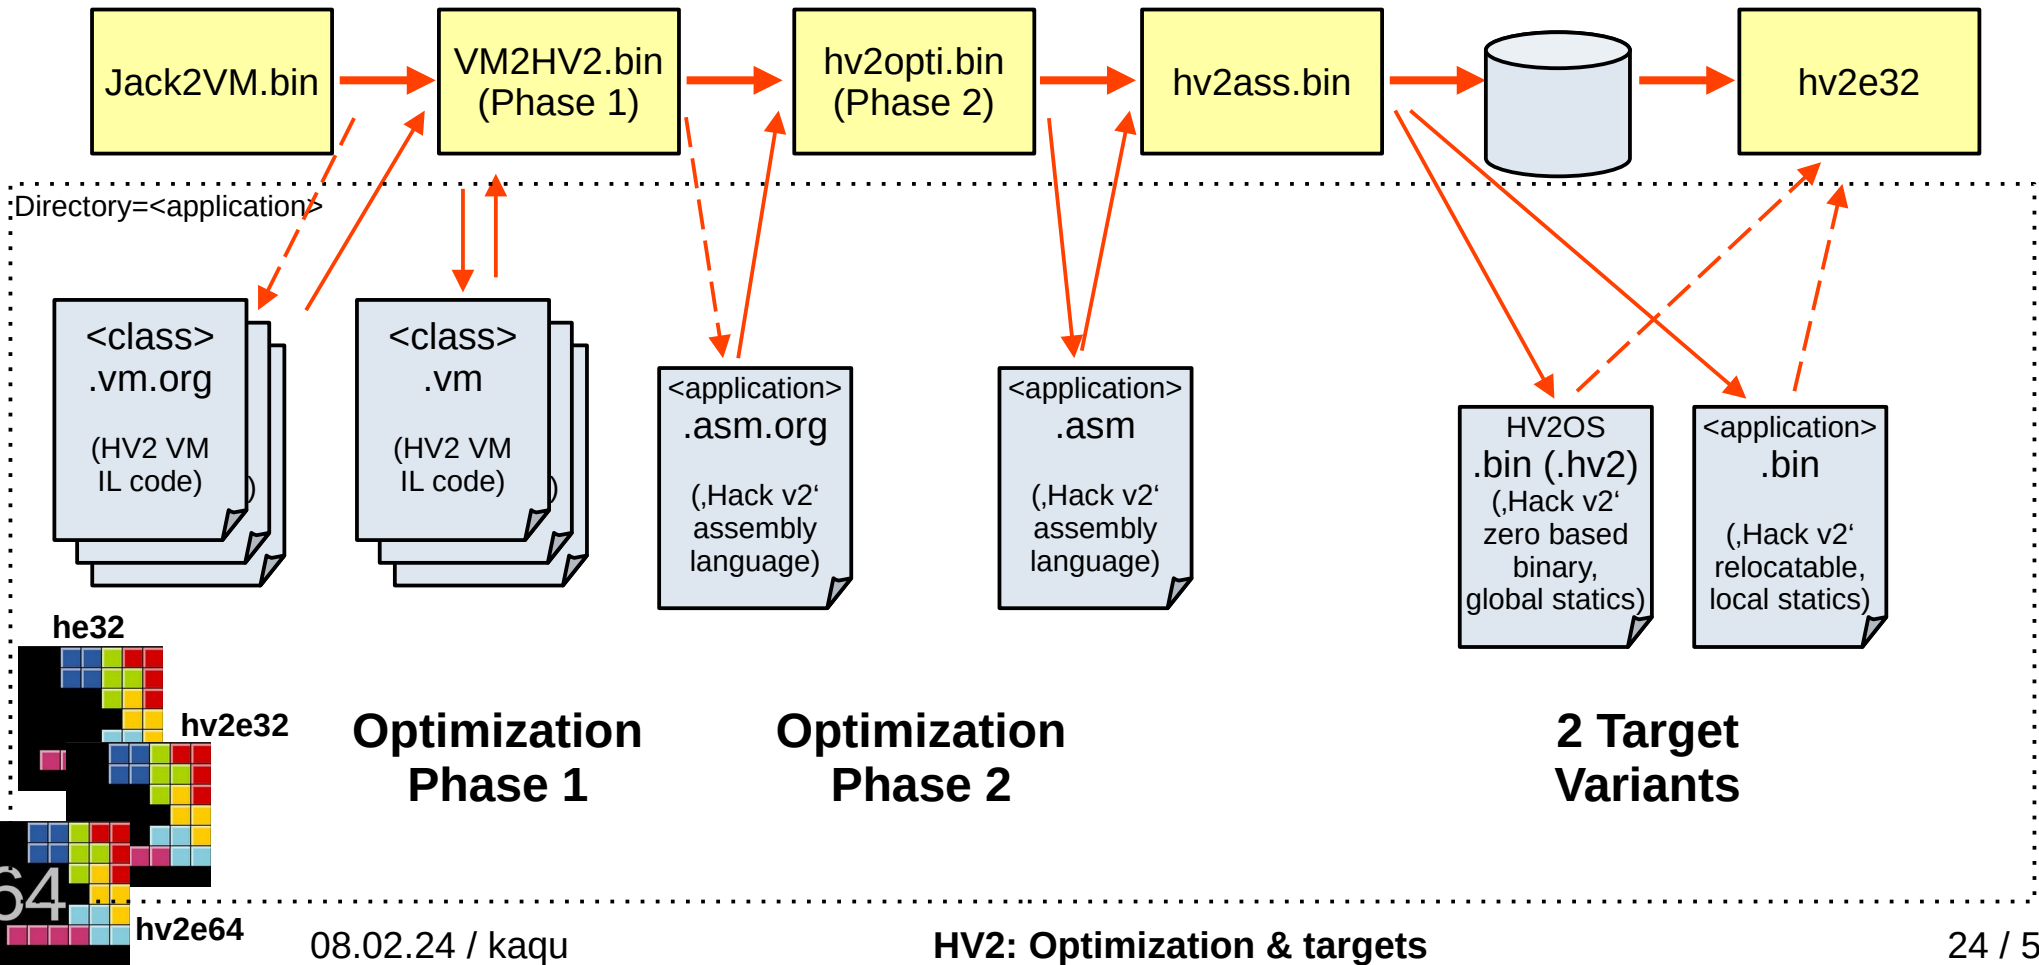 Jack2VM.bin
VM2HV2.bin
(Phase 1)
hv2opti.bin
(Phase 2)
hv2ass.bin
hv2e32
Directory=<application>
<class>
.vm.org
(HV2 VM
IL code)
)
<class>
.vm
(HV2 VM
IL code)
)
<application>
.asm.org
(‚Hack v2‘
assembly
language)
<application>
.asm
(‚Hack v2‘
assembly
language)
HV2OS
.bin (.hv2)
(‚Hack v2‘
zero based
binary,
global statics)
<application>
.bin
(‚Hack v2‘
relocatable,
local statics)
he32
hv2e32
64
hv2e64
Optimization
Phase 1
Optimization
Phase 2
2 Target
Variants
08.02.24 / kaqu
HV2: Optimization & targets
24 / 5